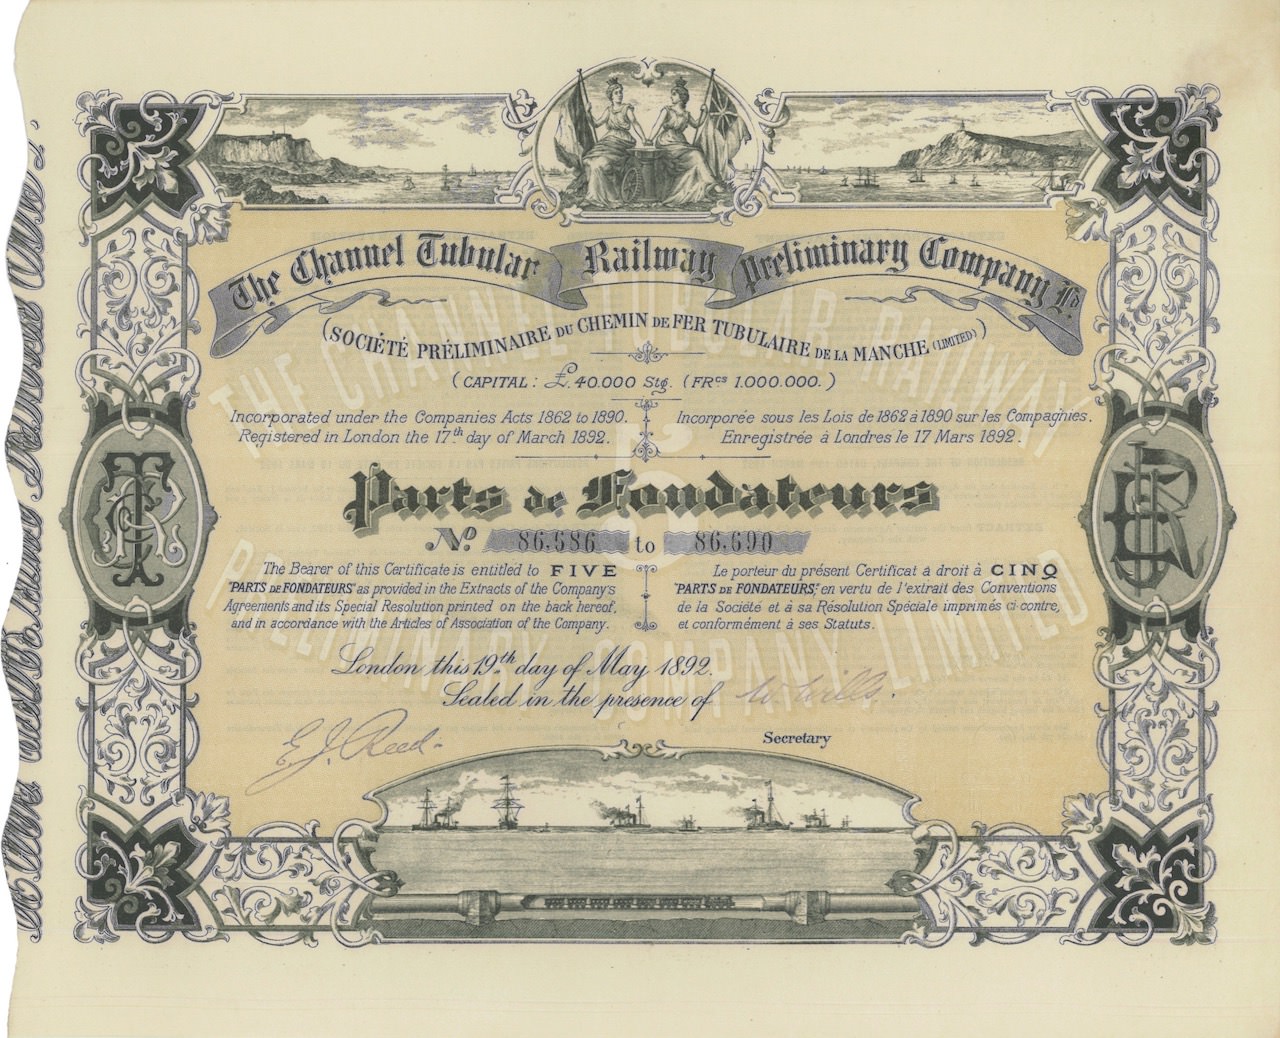 The Channel Tubular Railway Preliminary Company Ld.
(SOCIÉTÉ PRÉLIMINAIRE DU CHEMIN DE FER TUBULAIRE DE LA MANCHE (LIMITED))
(CAPITAL: £.40.000 Stg. (FRcs 1.000.000.)
Incorporated under the Companies Acts 1862 to 1890.
Registered in London the 17th day of March 1892.
Incorporée sous les Lois de 1862 à 1890 sur les Compagnies.
Enregistrée à Londres le 17 Mars 1892.
Parts de Fondateurs
No. 86,586 to 86,590
The Bearer of this Certificate is entitled to FIVE
"PARTS DE FONDATEURS" as provided in the Extracts of the Company's
Agreements and its Special Resolution printed on the back hereof,
and in accordance with the Articles of Association of the Company.
Le porteur du présent Certificat a droit à CINQ
"PARTS DE FONDATEURS," en vertu de l'extrait des Conventions
de la Société et à sa Résolution Spéciale imprimés ci-contre,
et conformément à ses Statuts.
London this 19th day of May 1892.
Sealed in the presence of W. Wills.
E. J. Reed
Secretary
THE CHANNEL TUBULAR RAILWAY
5
PRELIMINARY COMPANY LIMITED